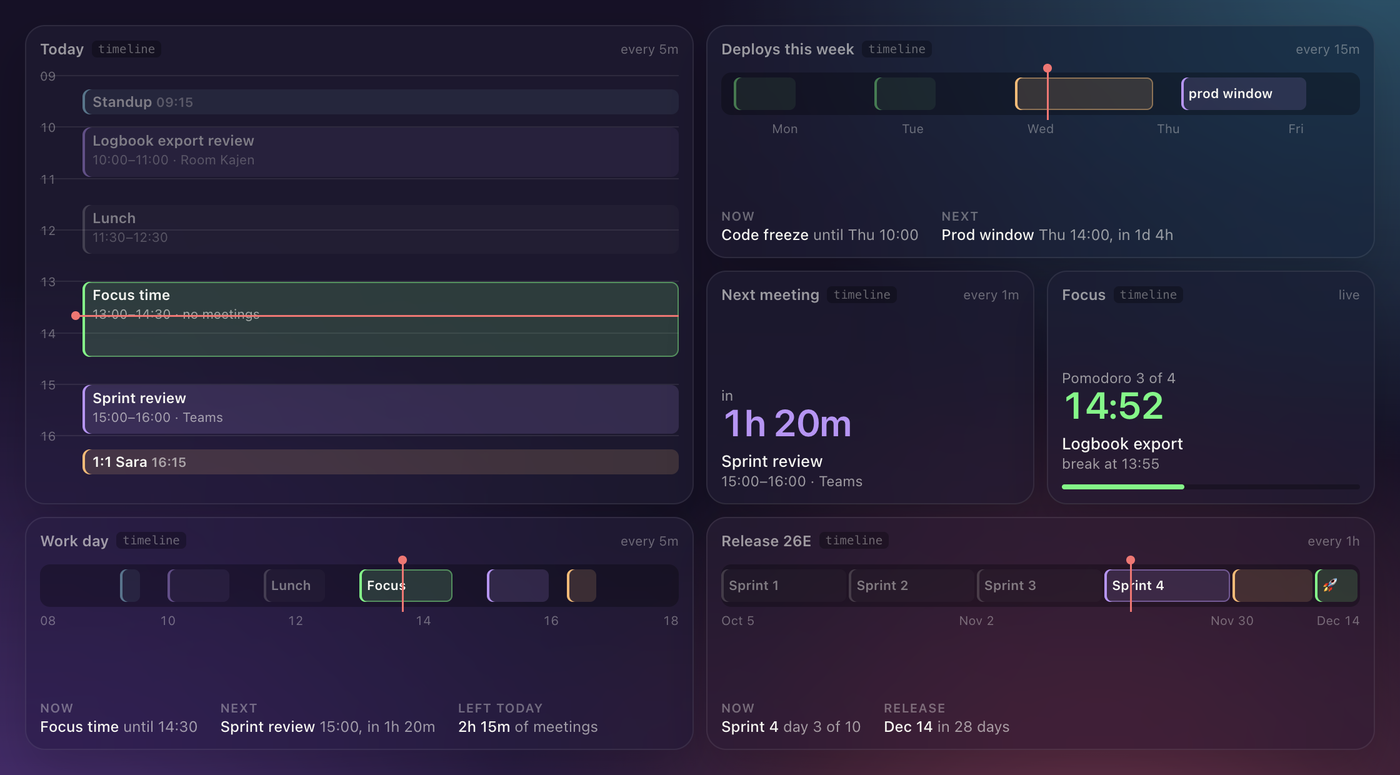 Today timeline every 5m
09
Standup 09:15
10
Logbook export review
10:00–11:00 · Room Kajen
11
Lunch
12
11:30–12:30
13
Focus time
13:00–14:30 · no meetings
14
15
Sprint review
15:00–16:00 · Teams
16
1:1 Sara 16:15
Deploys this week timeline every 15m
prod window
Mon Tue Wed Thu Fri
NOW NEXT
Code freeze until Thu 10:00 Prod window Thu 14:00, in 1d 4h
Next meeting timeline every 1m
in
1h 20m
Sprint review
15:00–16:00 · Teams
Focus timeline live
Pomodoro 3 of 4
14:52
Logbook export
break at 13:55
Work day timeline every 5m
Lunch Focus
08 10 12 14 16 18
NOW NEXT LEFT TODAY
Focus time until 14:30 Sprint review 15:00, in 1h 20m 2h 15m of meetings
Release 26E timeline every 1h
Sprint 1 Sprint 2 Sprint 3 Sprint 4 🚀
Oct 5 Nov 2 Nov 30 Dec 14
NOW RELEASE
Sprint 4 day 3 of 10 Dec 14 in 28 days